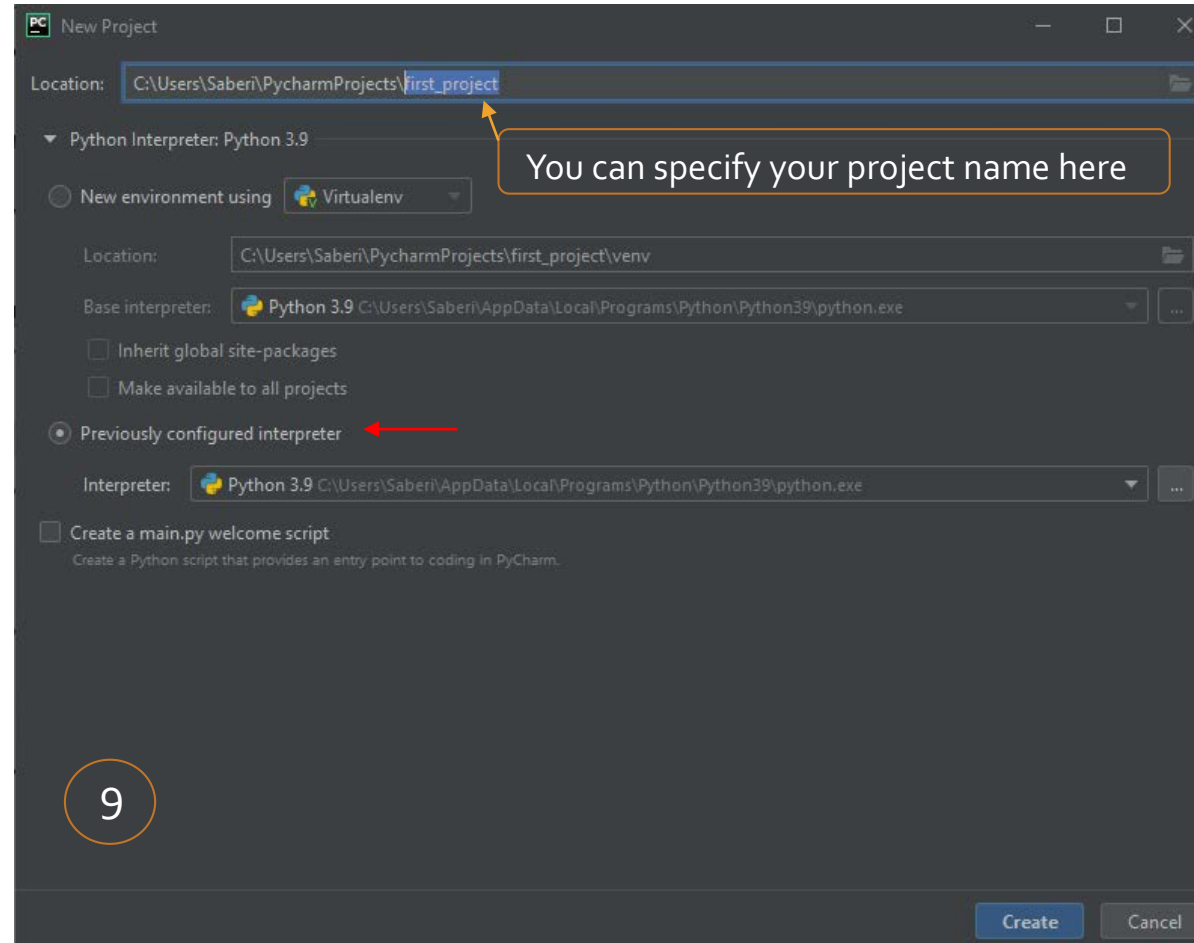 PC New Project
Location: C:\Users\Saberi\PycharmProjects\first_project
Python Interpreter: Python 3.9
You can specify your project name here
New environment using Virtualenv
Location: C:\Users\Saberi\PycharmProjects\first_project\venv
Base interpreter: Python 3.9 C:\Users\Saberi\AppData\Local\Programs\Python\Python39\python.exe ...
Inherit global site-packages
Make available to all projects
Previously configured interpreter
Interpreter: Python 3.9 C:\Users\Saberi\AppData\Local\Programs\Python\Python39\python.exe ...
Create a main.py welcome script
Create a Python script that provides an entry point to coding in PyCharm.
9
Create Cancel